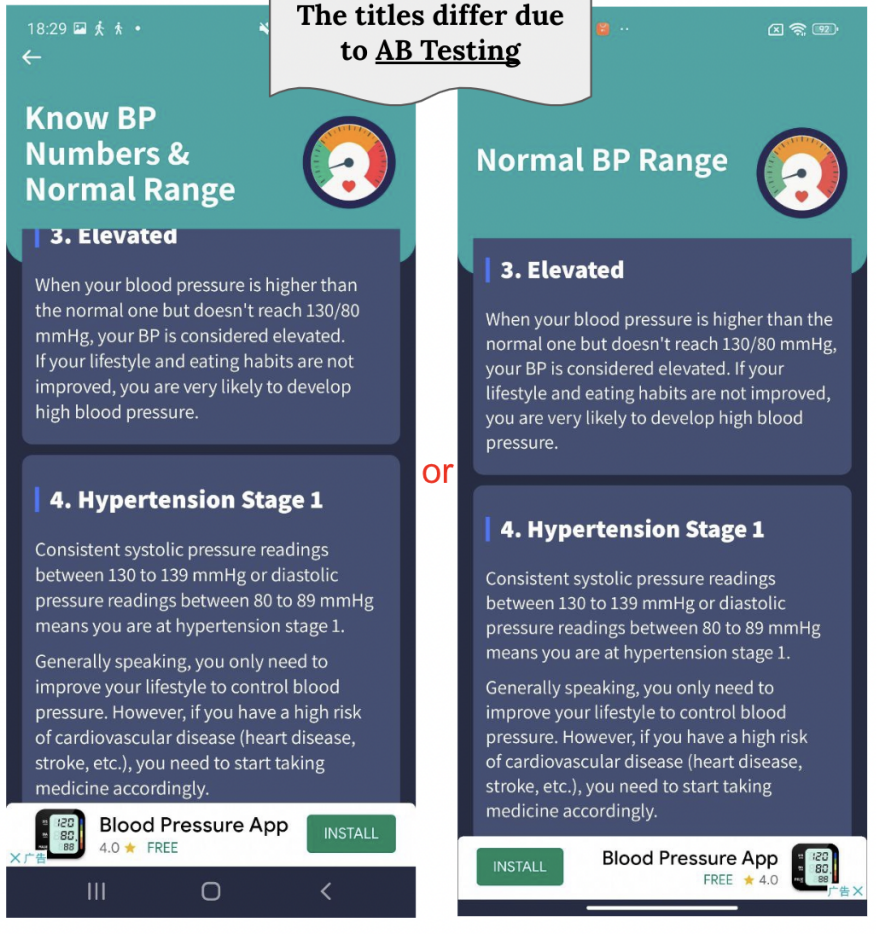 The titles differ due
to AB Testing
18:29
Know BP
Numbers &
Normal Range
3. Elevated
When your blood pressure is higher than
the normal one but doesn't reach 130/80
mmHg, your BP is considered elevated.
If your lifestyle and eating habits are not
improved, you are very likely to develop
high blood pressure.
4. Hypertension Stage 1
Consistent systolic pressure readings
between 130 to 139 mmHg or diastolic
pressure readings between 80 to 89 mmHg
means you are at hypertension stage 1.
Generally speaking, you only need to
improve your lifestyle to control blood
pressure. However, if you have a high risk
of cardiovascular disease (heart disease,
stroke, etc.), you need to start taking
medicine accordingly.
120
80
88
Blood Pressure App
4.0 ★ FREE
INSTALL
广告
or
92
Normal BP Range
3. Elevated
When your blood pressure is higher than the
normal one but doesn't reach 130/80 mmHg,
your BP is considered elevated. If your
lifestyle and eating habits are not improved,
you are very likely to develop high blood
pressure.
4. Hypertension Stage 1
Consistent systolic pressure readings
between 130 to 139 mmHg or diastolic
pressure readings between 80 to 89 mmHg
means you are at hypertension stage 1.
Generally speaking, you only need to
improve your lifestyle to control blood
pressure. However, if you have a high risk
of cardiovascular disease (heart disease,
stroke, etc.), you need to start taking
medicine accordingly.
INSTALL
Blood Pressure App
FREE ★ 4.0
120
80
88
广告